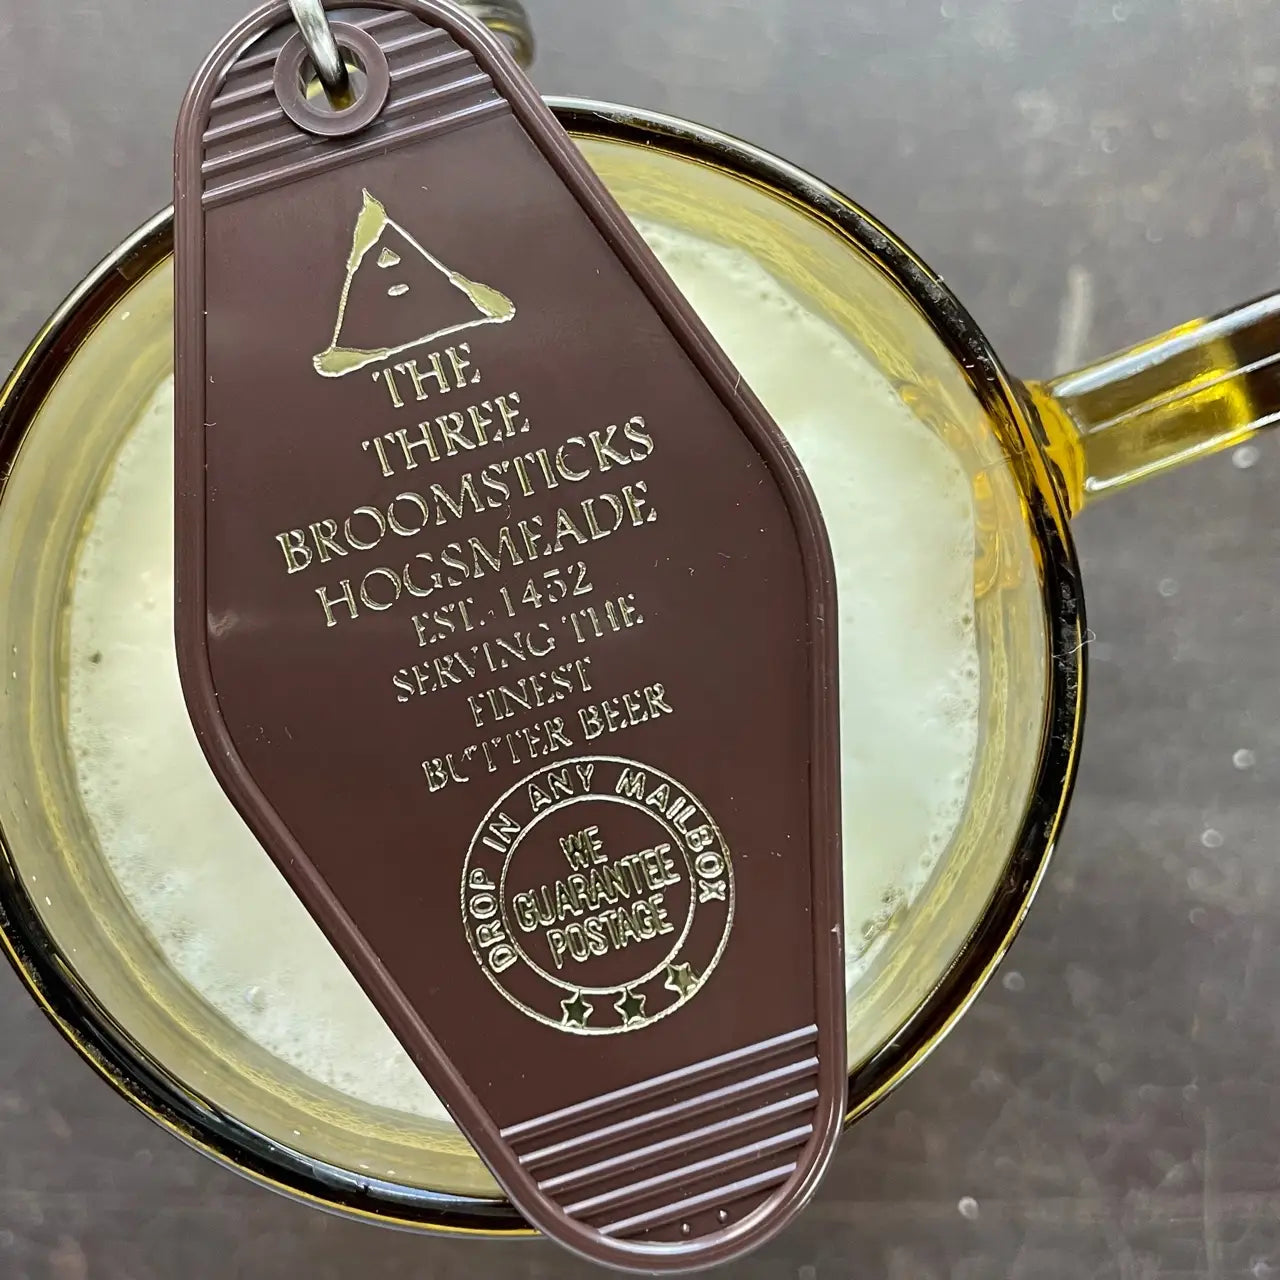 THE
THREE
BROOMSTICKS
HOGSMEADE
EST. 1452
SERVING THE
FINEST
BUTTER BEER
DROP IN ANY MAILBOX
WE
GUARANTEE
POSTAGE